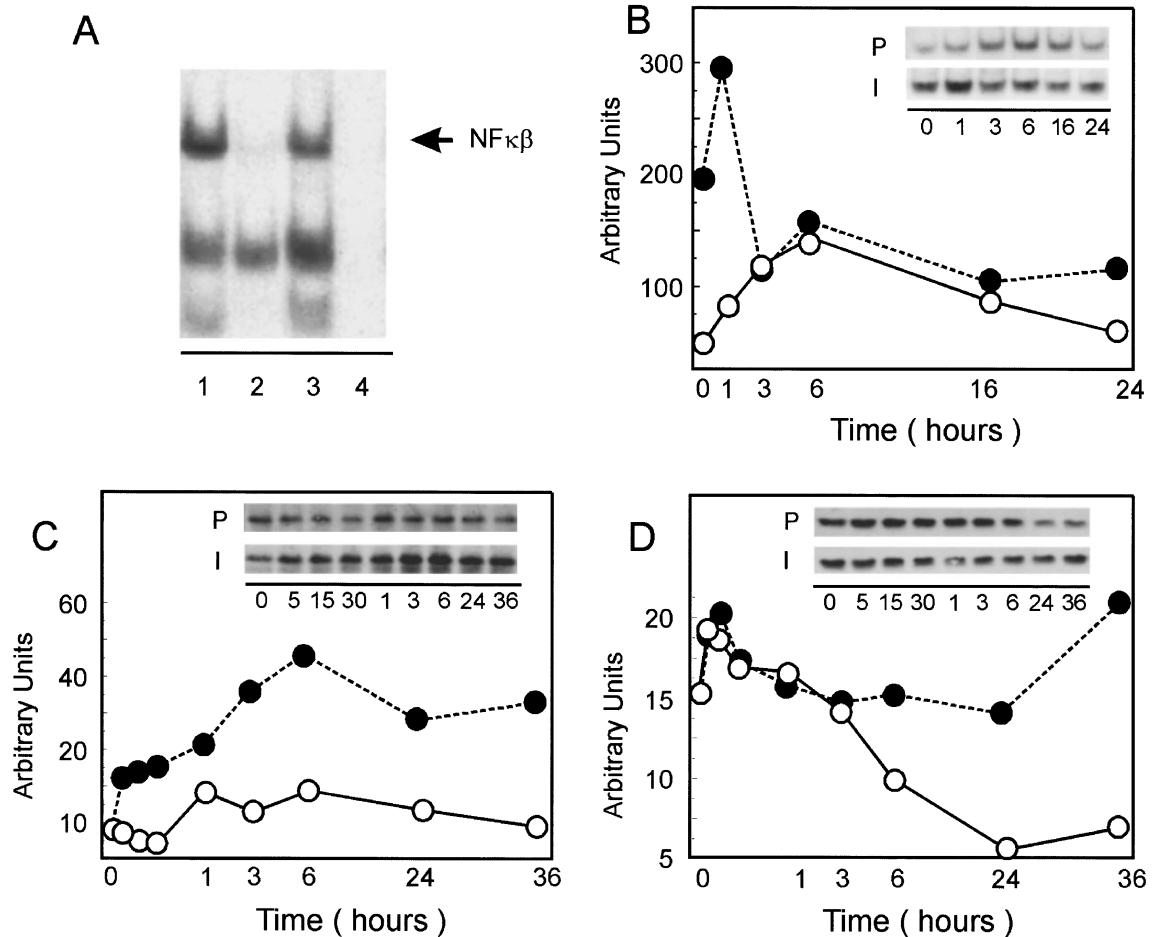 A
NFκβ
1 2 3 4
B
P
I
0 1 3 6 16 24
300
200
100
Arbitrary Units
0 1 3 6 16 24
Time ( hours )
C
P
I
0 5 15 30 1 3 6 24 36
60
40
20
10
Arbitrary Units
0 1 3 6 24 36
Time ( hours )
D
P
I
0 5 15 30 1 3 6 24 36
20
15
10
5
Arbitrary Units
0 1 3 6 24 36
Time ( hours )